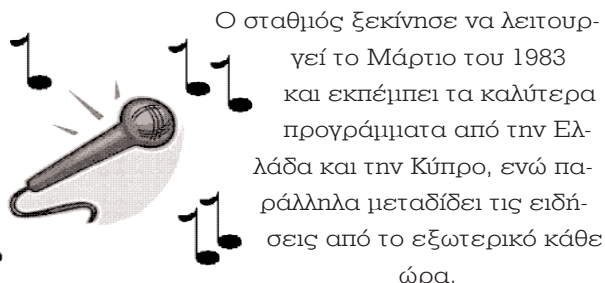 Ο σταθμός ξεκίνησε να λειτουρ-
γεί το Μάρτιο του 1983
και εκπέμπει τα καλύτερα
προγράμματα από την Ελ-
λάδα και την Κύπρο, ενώ πα-
ράλληλα μεταδίδει τις ειδή-
σεις από το εξωτερικό κάθε
ώρα.